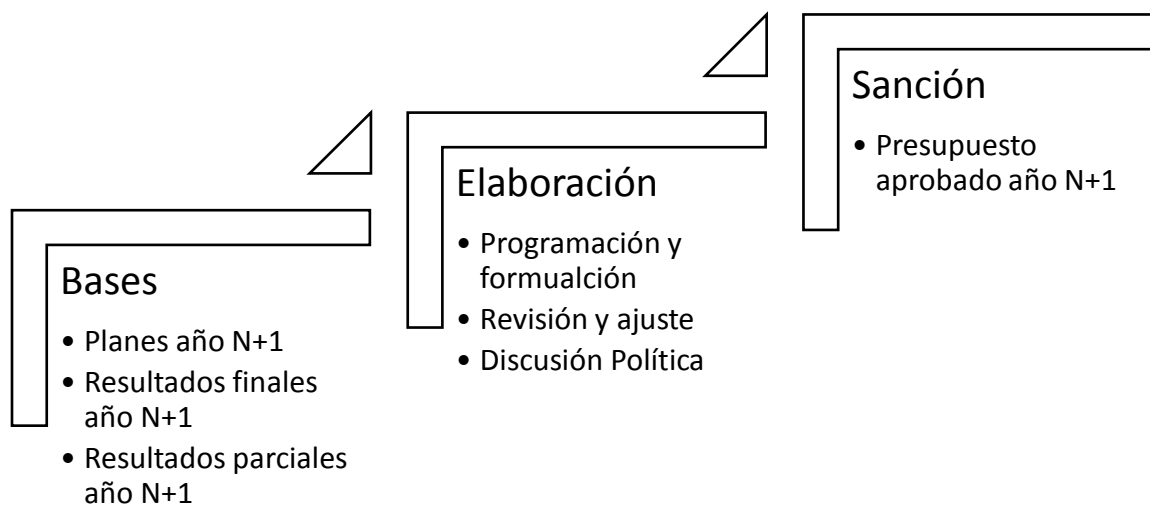 Bases
• Planes año N+1
• Resultados finales
año N+1
• Resultados parciales
año N+1
Elaboración
• Programación y
formualción
• Revisión y ajuste
• Discusión Política
Sanción
• Presupuesto
aprobado año N+1